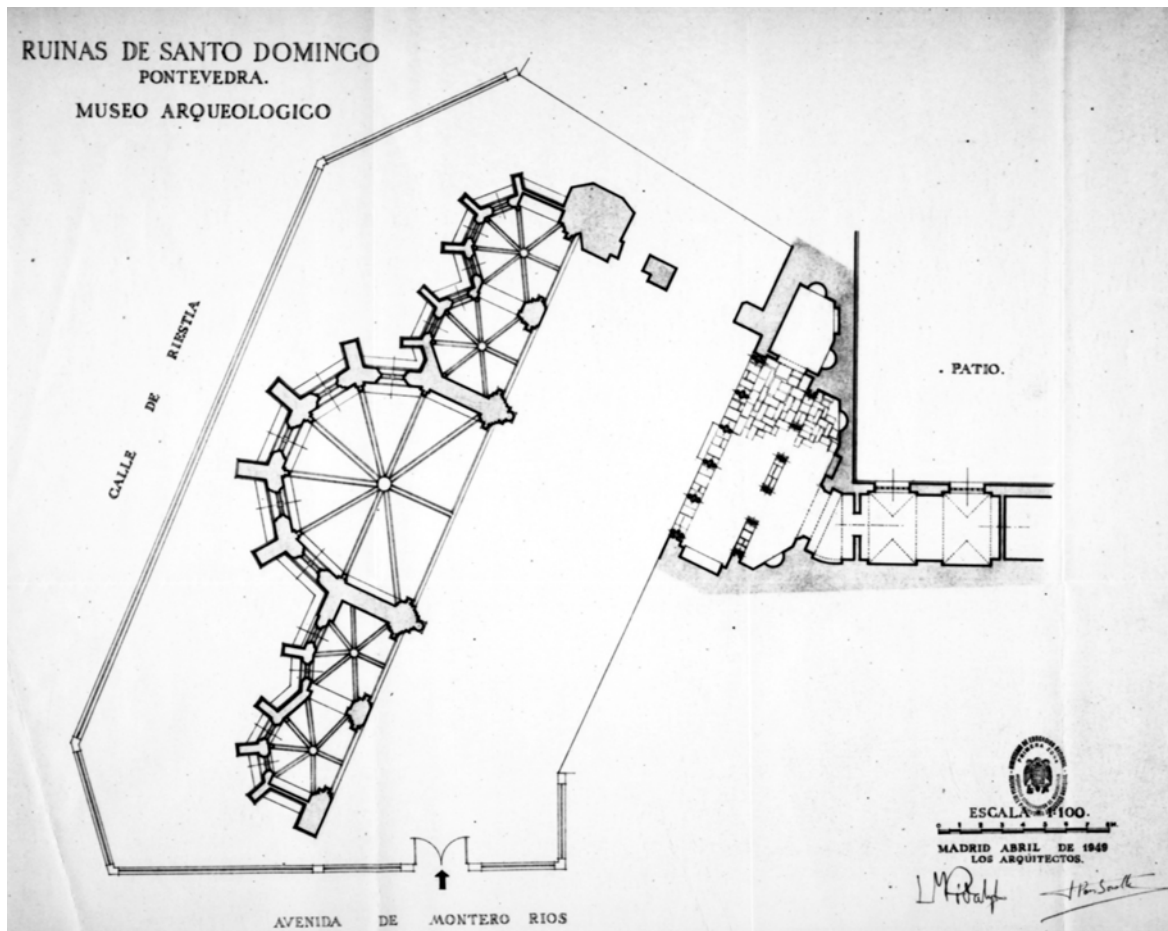 RUINAS DE SANTO DOMINGO
PONTEVEDRA.
MUSEO ARQUEOLOGICO
CALLE DE RIESTIA
. PATIO.
ESCALA 1:100.
MADRID ABRIL DE 1949
LOS ARQUITECTOS.
AVENIDA DE MONTERO RIOS